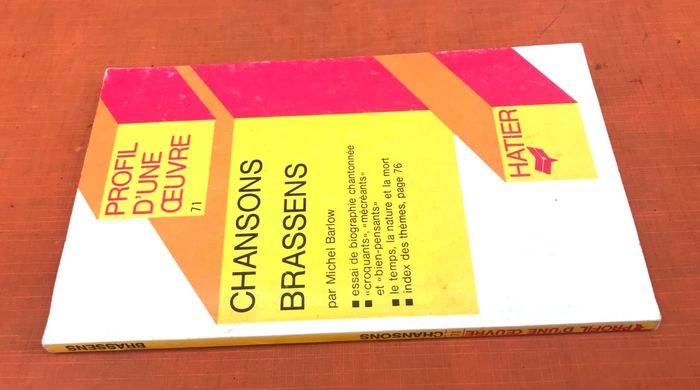 PROFIL
D'UNE
ŒUVRE
71
CHANSONS
BRASSENS
par Michel Barlow
■ essai de biographie chantonnée
■ «croquants», «mécréants»
et «bien-pensants»
■ le temps, la nature et la mort
■ index des thèmes, page 76
HATIER
BRASSENS
CHANSONS
PROFIL D'UNE ŒUVRE